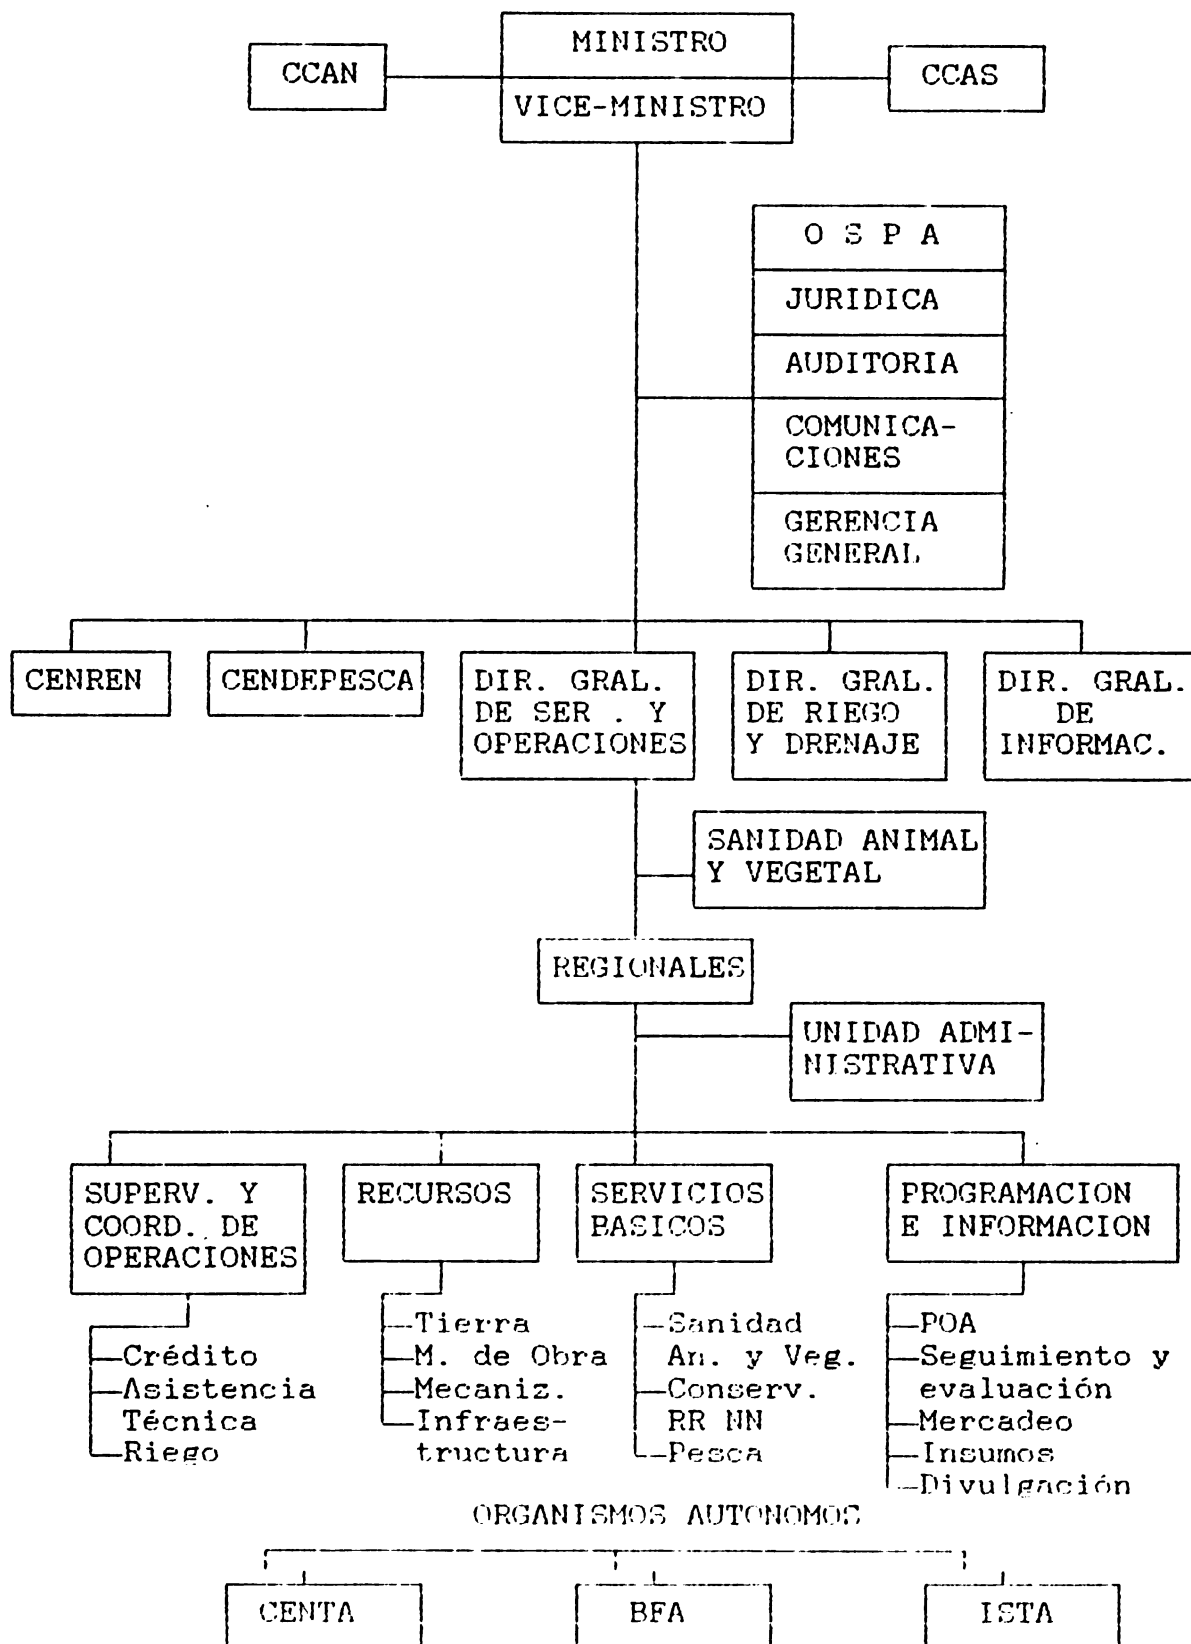 MINISTRO
CCAN
CCAS
VICE-MINISTRO
O S P A
JURIDICA
AUDITORIA
COMUNICA-
CIONES
GERENCIA
GENERAL
CENREN
CENDEPESCA
DIR. GRAL.
DE SER . Y
OPERACIONES
DIR. GRAL.
DE RIEGO
Y DRENAJE
DIR. GRAL.
DE
INFORMAC.
SANIDAD ANIMAL
Y VEGETAL
REGIONALES
UNIDAD ADMI-
NISTRATIVA
SUPERV. Y
COORD. DE
OPERACIONES
RECURSOS
SERVICIOS
BASICOS
PROGRAMACION
E INFORMACION
Crédito
Asistencia
Técnica
Riego
Tierra
M. de Obra
Mecaniz.
Infraes-
tructura
Sanidad
An. y Veg.
Conserv.
RR NN
Pesca
POA
Seguimiento y
evaluación
Mercadeo
Insumos
Divulgación
ORGANISMOS AUTONOMOS
CENTA
BFA
ISTA